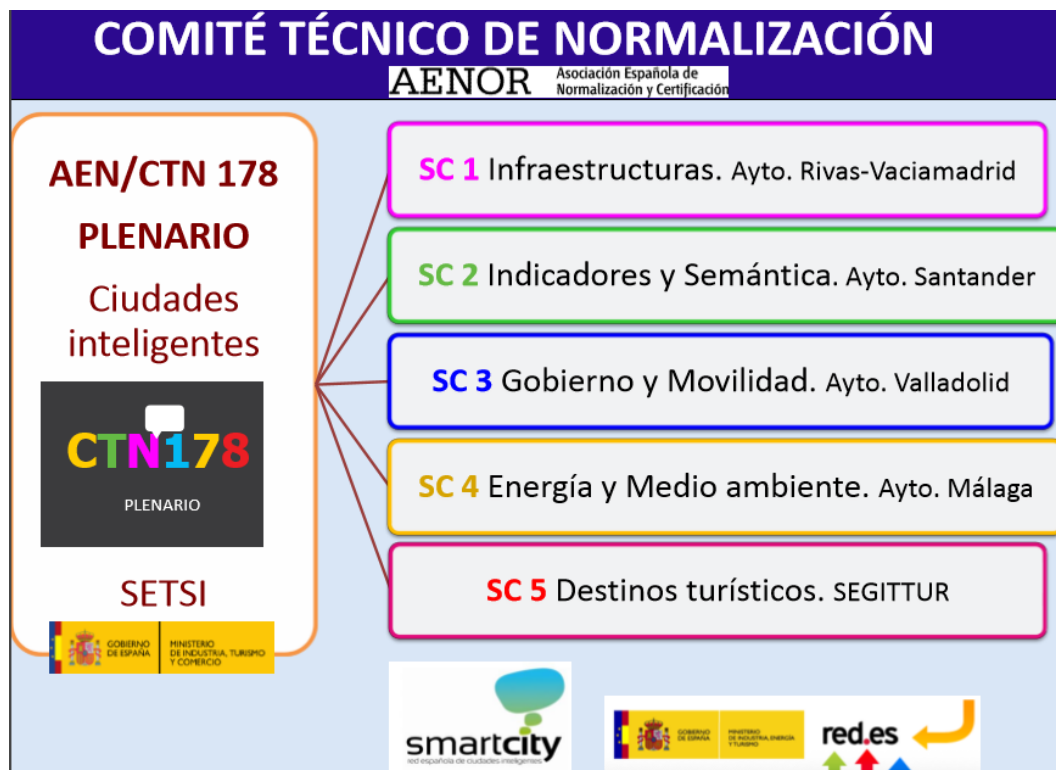 COMITÉ TÉCNICO DE NORMALIZACIÓN
AENOR
Asociación Española de
Normalización y Certificación
AEN/CTN 178
PLENARIO
Ciudades
inteligentes
CTN178
PLENARIO
SETSI
GOBIERNO
DE ESPAÑA
MINISTERIO
DE INDUSTRIA, TURISMO
Y COMERCIO
SC 1 Infraestructuras. Ayto. Rivas-Vaciamadrid
SC 2 Indicadores y Semántica. Ayto. Santander
SC 3 Gobierno y Movilidad. Ayto. Valladolid
SC 4 Energía y Medio ambiente. Ayto. Málaga
SC 5 Destinos turísticos. SEGITTUR
smartcity
red española de ciudades inteligentes
GOBIERNO
DE ESPAÑA
MINISTERIO
DE INDUSTRIA, ENERGÍA
Y TURISMO
red.es